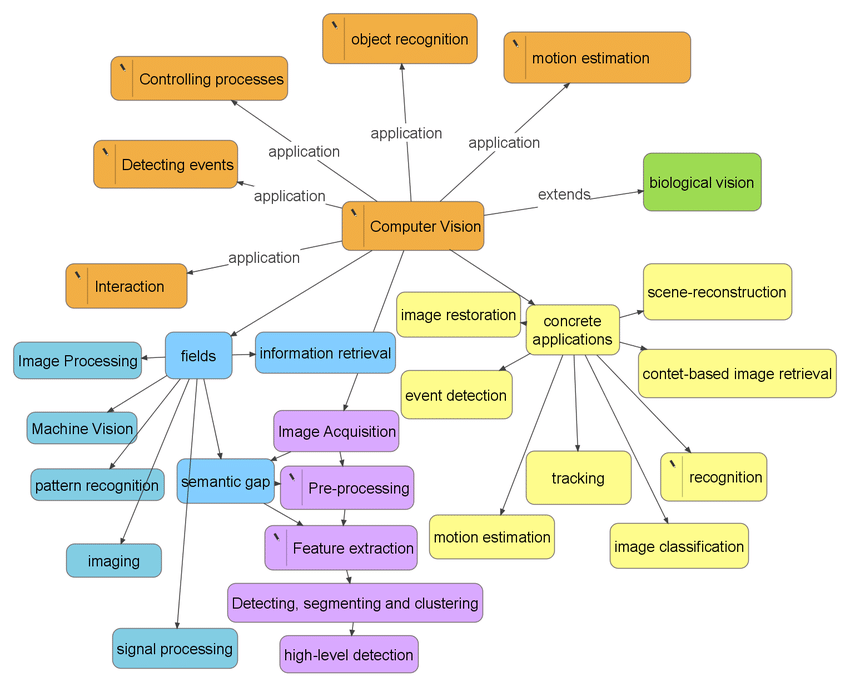 object recognition
motion estimation
Controlling processes
application
application
application
Detecting events
biological vision
application
extends
Computer Vision
application
Interaction
scene-reconstruction
image restoration
concrete
applications
fields
information retrieval
Image Processing
contet-based image retrieval
event detection
Machine Vision
Image Acquisition
semantic gap
pattern recognition
Pre-processing
tracking
recognition
motion estimation
image classification
Feature extraction
imaging
Detecting, segmenting and clustering
signal processing
high-level detection